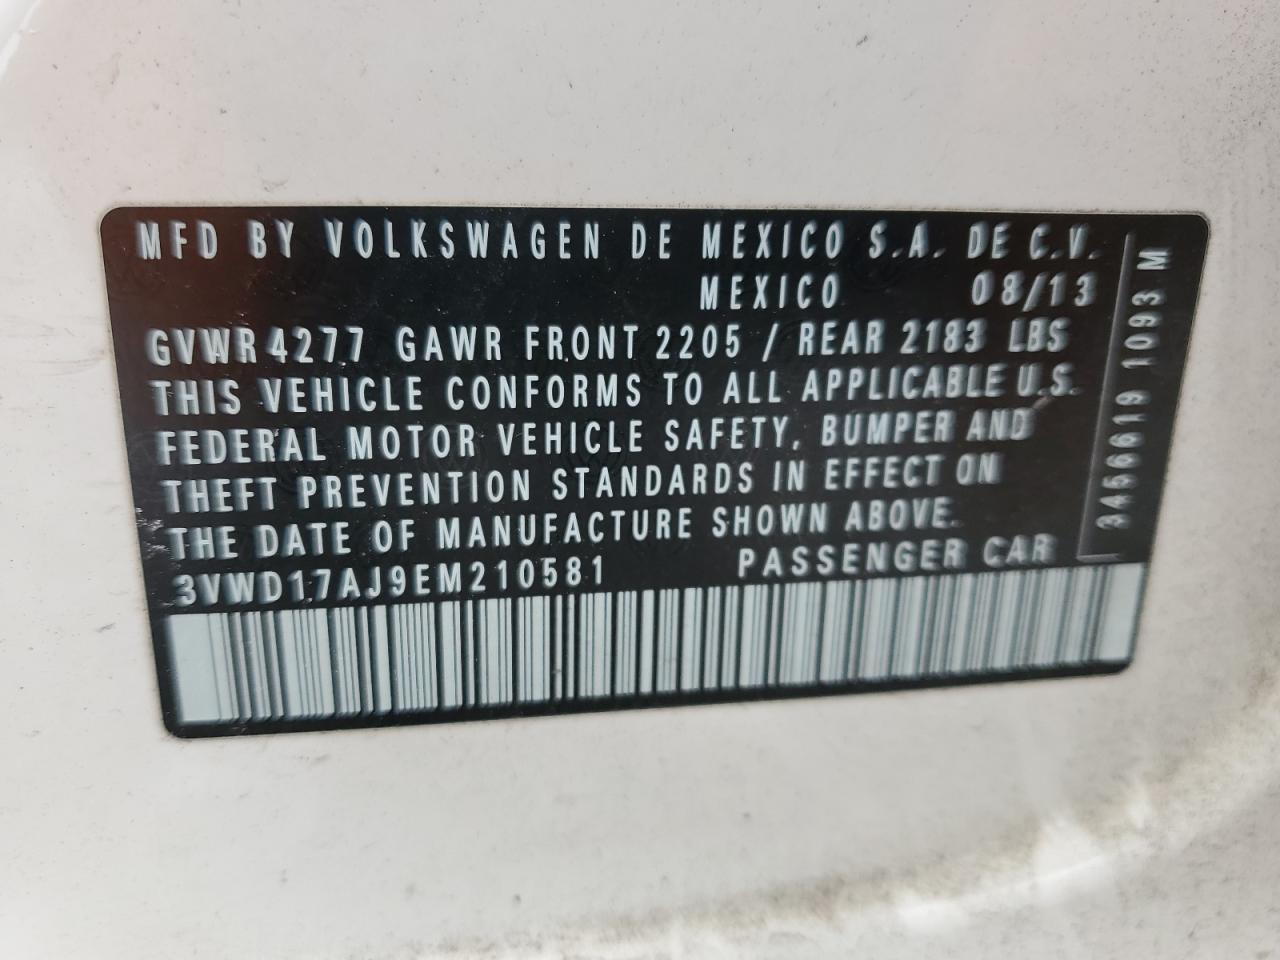 MFD BY VOLKSWAGEN DE MEXICO S.A. DE C.V.
MEXICO 08/13
GVWR 4277 GAWR FRONT 2205 / REAR 2183 LBS
THIS VEHICLE CONFORMS TO ALL APPLICABLE U.S.
FEDERAL MOTOR VEHICLE SAFETY, BUMPER AND
THEFT PREVENTION STANDARDS IN EFFECT ON
THE DATE OF MANUFACTURE SHOWN ABOVE.
3VWD17AJ9EM210581 PASSENGER CAR
3456619 1093 M